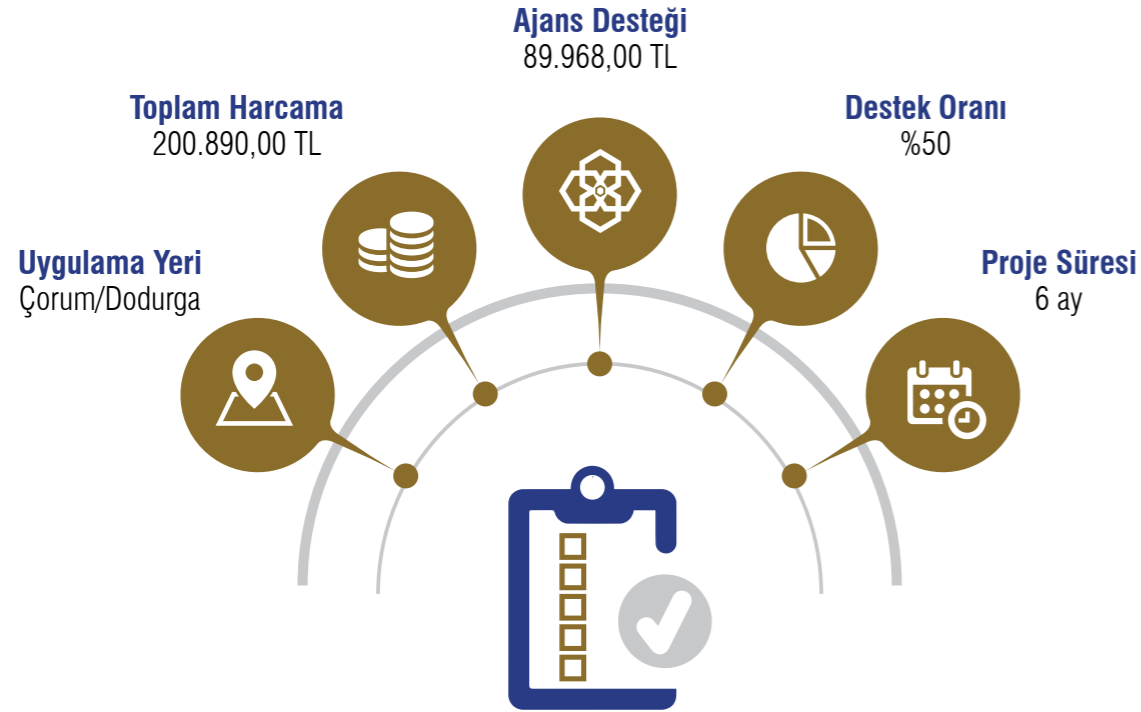 Ajans Desteği
89.968,00 TL
Toplam Harcama
200.890,00 TL
Destek Oranı
%50
Uygulama Yeri
Çorum/Dodurga
Proje Süresi
6 ay